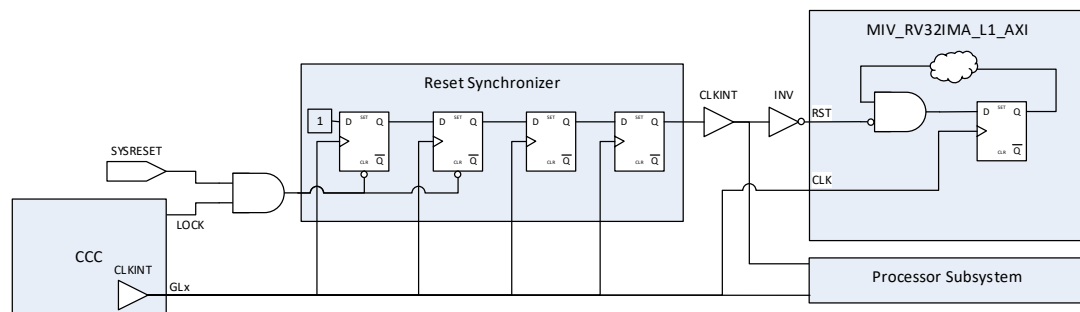 MIV_RV32IMA_L1_AXI
Reset Synchronizer
CLKINT
INV
RST
1
D SET Q
CLR Q
D SET Q
CLR Q
D SET Q
CLR Q
D SET Q
CLR Q
D SET Q
CLR Q
SYSRESET
CLK
LOCK
CCC
CLKINT
GLx
Processor Subsystem